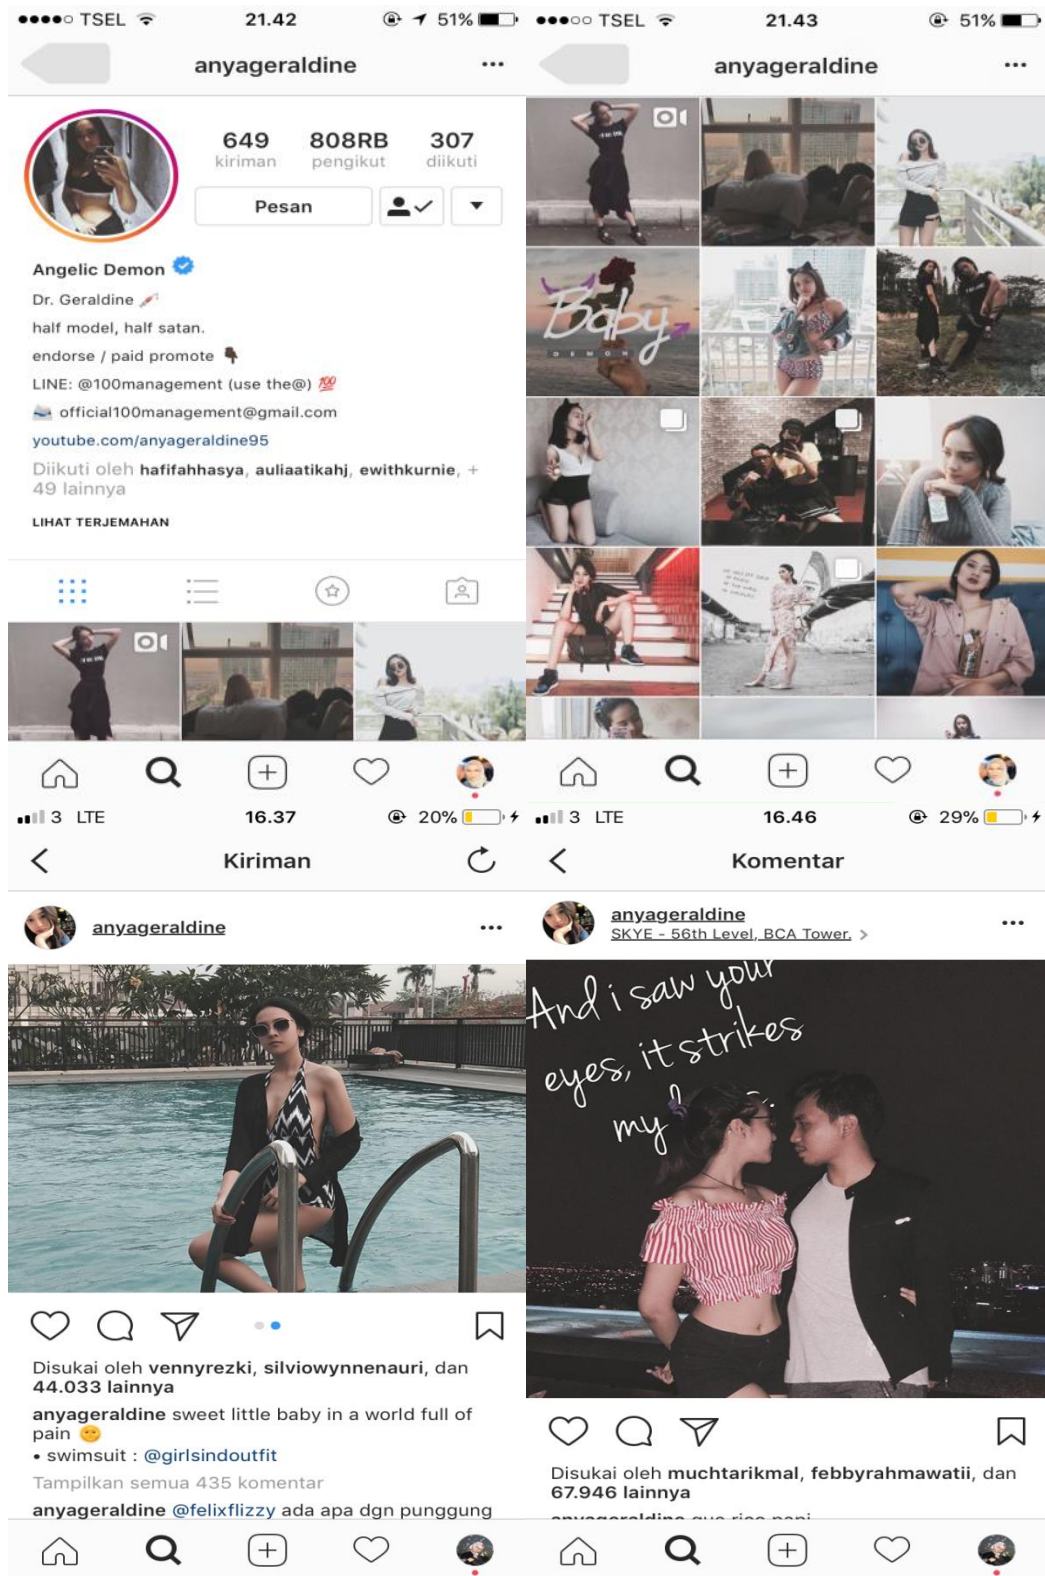 TSEL 21.42 51%
anyageraldine
649 808RB 307
kiriman pengikut diikuti
Pesan
Angelic Demon
Dr. Geraldine
half model, half satan.
endorse / paid promote
LINE: @100management (use the@) 💯
official100management@gmail.com
youtube.com/anyageraldine95
Diikuti oleh hafifahhasya, auliaatikahj, ewithkurnie, +
49 lainnya
LIHAT TERJEMAHAN
TSEL 21.43 51%
anyageraldine
Baby
DEMON
3 LTE 16.37 20%
Kiriman
anyageraldine
Disukai oleh vennyrezki, silviowynnenauri, dan
44.033 lainnya
anyageraldine sweet little baby in a world full of
pain
• swimsuit : @girlsindoutfit
Tampilkan semua 435 komentar
anyageraldine @felixflizzy ada apa dgn punggung
3 LTE 16.46 29%
Komentar
anyageraldine
SKYE - 56th Level, BCA Tower. >
And i saw your
eyes, it strikes
my
Disukai oleh muchtarikmal, febbyrahmawatii, dan
67.946 lainnya